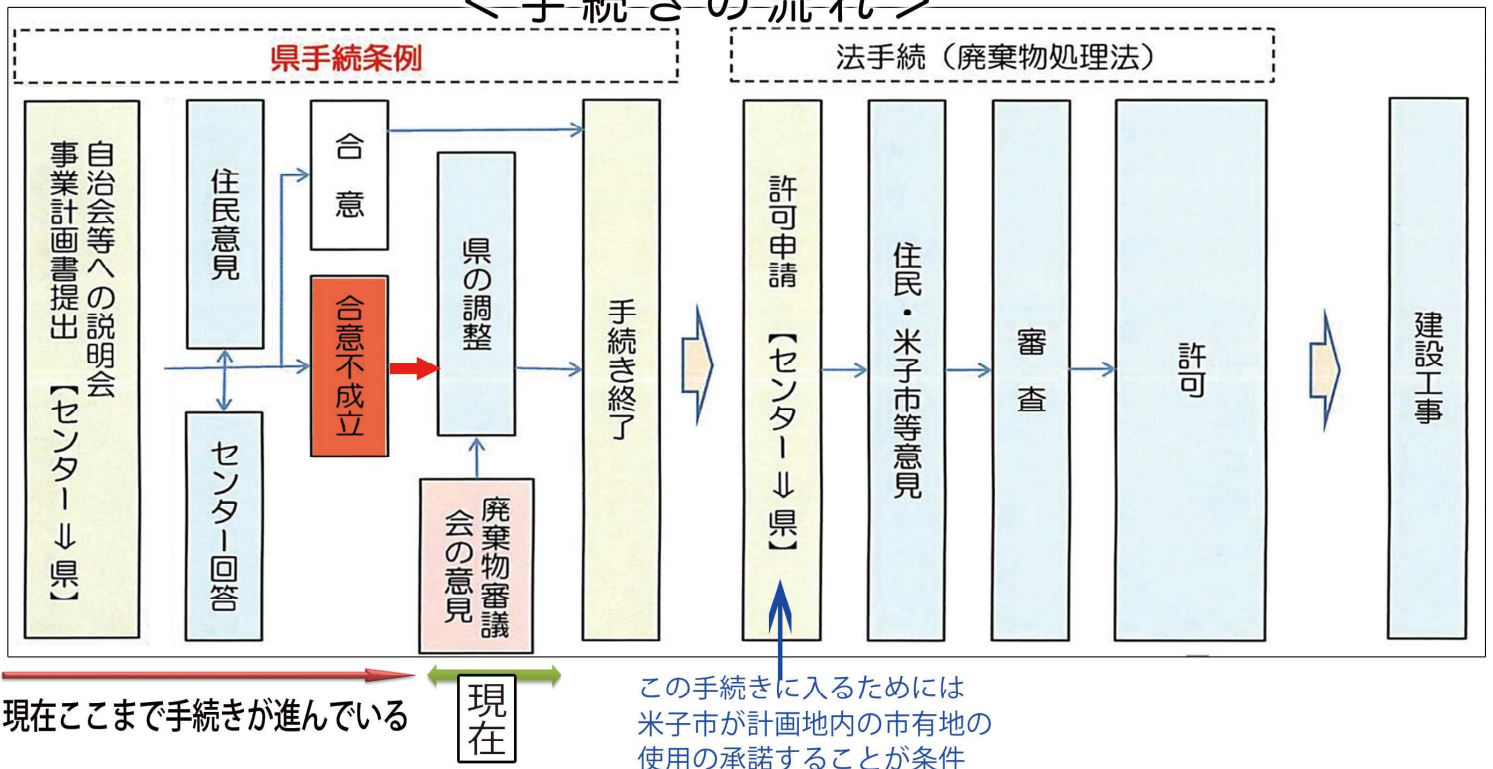 ＜手続きの流れ＞
県手続条例
法手続（廃棄物処理法）
自治会等への説明会
事業計画書提出　【センター⇒県】
住民意見
センター回答
合意
合意不成立
県の調整
廃棄物審議
会の意見
手続き終了
許可申請　【センター⇒県】
住民・米子市等意見
審査
許可
建設工事
現在ここまで手続きが進んでいる
現在
この手続きに入るためには
米子市が計画地内の市有地の
使用の承諾することが条件